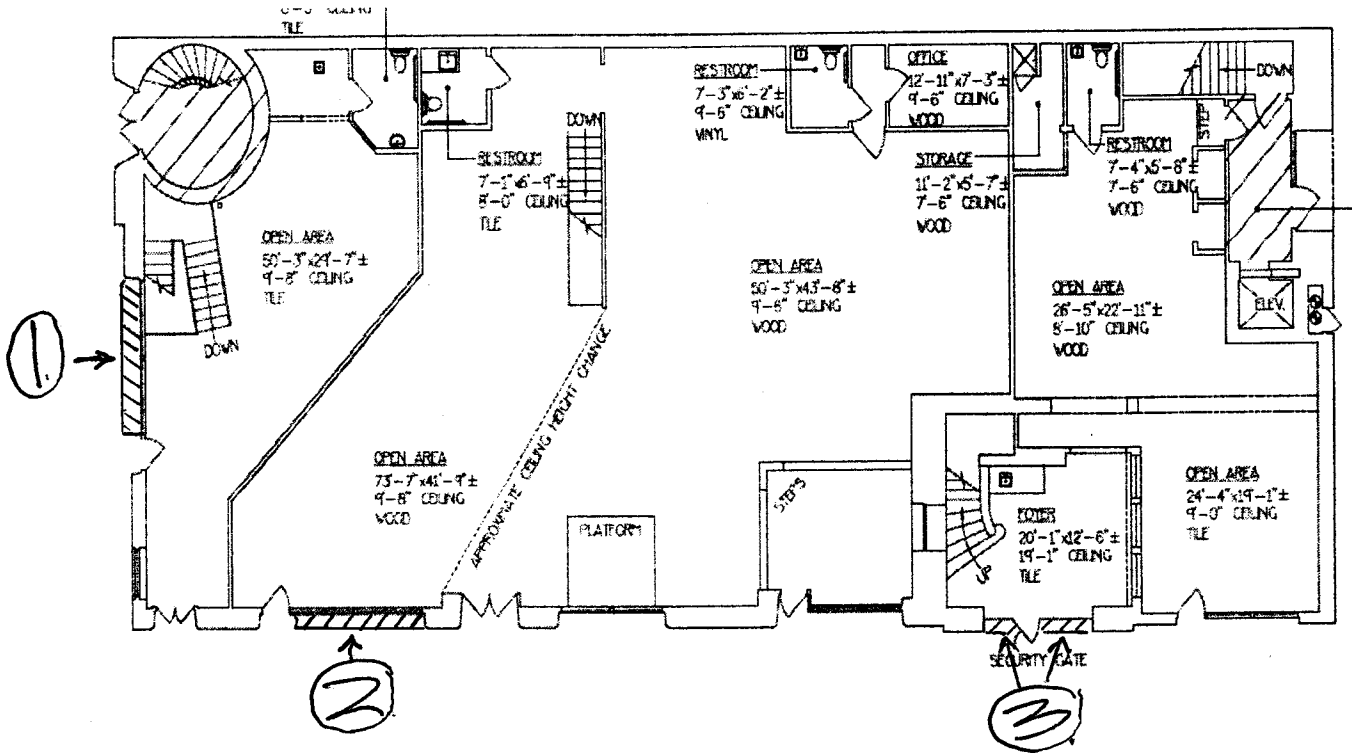 TILE
RESTROOM
7'-1"x6'-9"±
8'-0" CEILING
TILE
DOWN
RESTROOM
7'-3"x6'-2"±
9'-6" CEILING
VINYL
OFFICE
12'-11"x7'-3"±
9'-6" CEILING
WOOD
STORAGE
11'-2"x5'-7"±
7'-6" CEILING
WOOD
DOWN
STEP
RESTROOM
7'-4"x5'-8"±
7'-6" CEILING
WOOD
OPEN AREA
50'-3"x29'-7"±
9'-8" CEILING
TILE
DOWN
OPEN AREA
50'-3"x43'-8"±
9'-6" CEILING
WOOD
OPEN AREA
26'-5"x22'-11"±
8'-10" CEILING
WOOD
ELEV.
1.
APPROXIMATE CEILING HEIGHT CHANGE
OPEN AREA
73'-7"x41'-9"±
9'-8" CEILING
WOOD
PLATFORM
STEPS
FOYER
20'-1"x12'-6"±
19'-1" CEILING
TILE
UP
OPEN AREA
24'-4"x19'-1"±
9'-0" CEILING
TILE
SECURITY GATE
2
3